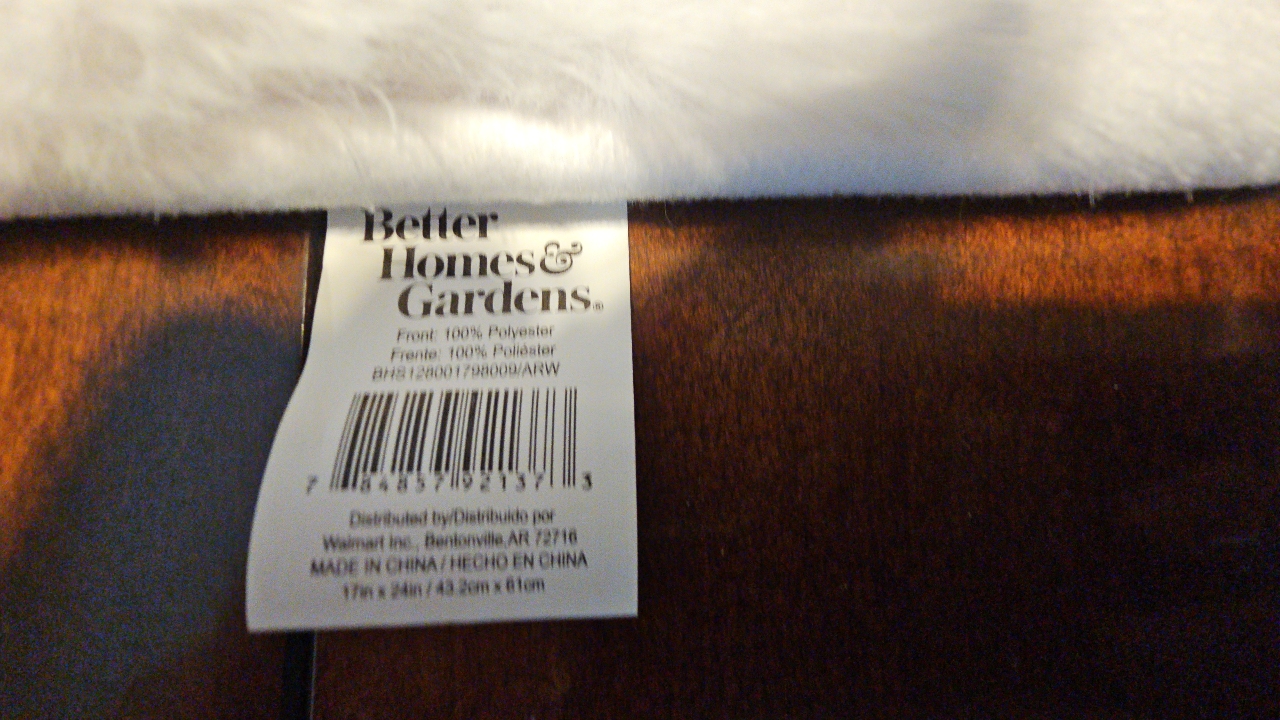 Better
Homes &
Gardens®
Front: 100% Polyester
Frente: 100% Poliéster
BHS128001798009/ARW
7 84857 92137 3
Distributed by/Distribuido por
Walmart Inc., Bentonville,AR 72716
MADE IN CHINA / HECHO EN CHINA
17in x 24in / 43.2cm x 61cm